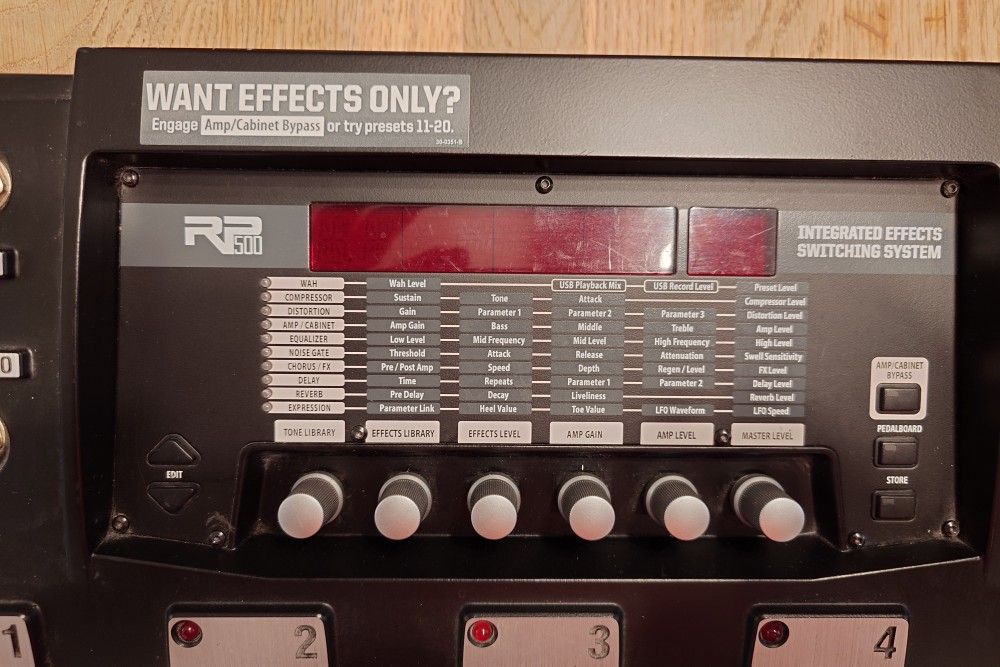 WANT EFFECTS ONLY?
Engage Amp/Cabinet Bypass or try presets 11-20.
38-0351-B
RP500
INTEGRATED EFFECTS
SWITCHING SYSTEM
WAH Wah Level USB Playback Mix USB Record Level Preset Level
COMPRESSOR Sustain Tone Attack Compressor Level
DISTORTION Gain Parameter 1 Parameter 2 Parameter 3 Distortion Level
AMP / CABINET Amp Gain Bass Middle Treble Amp Level
EQUALIZER Low Level Mid Frequency Mid Level High Frequency High Level
NOISE GATE Threshold Attack Release Attenuation Swell Sensitivity
CHORUS / FX Pre / Post Amp Speed Depth Regen / Level FX Level
DELAY Time Repeats Parameter 1 Parameter 2 Delay Level
REVERB Pre Delay Decay Liveliness Reverb Level
EXPRESSION Parameter Link Heel Value Toe Value LFO Waveform LFO Speed
TONE LIBRARY EFFECTS LIBRARY EFFECTS LEVEL AMP GAIN AMP LEVEL MASTER LEVEL
AMP/CABINET
BYPASS
PEDALBOARD
STORE
EDIT
0
1 2 3 4